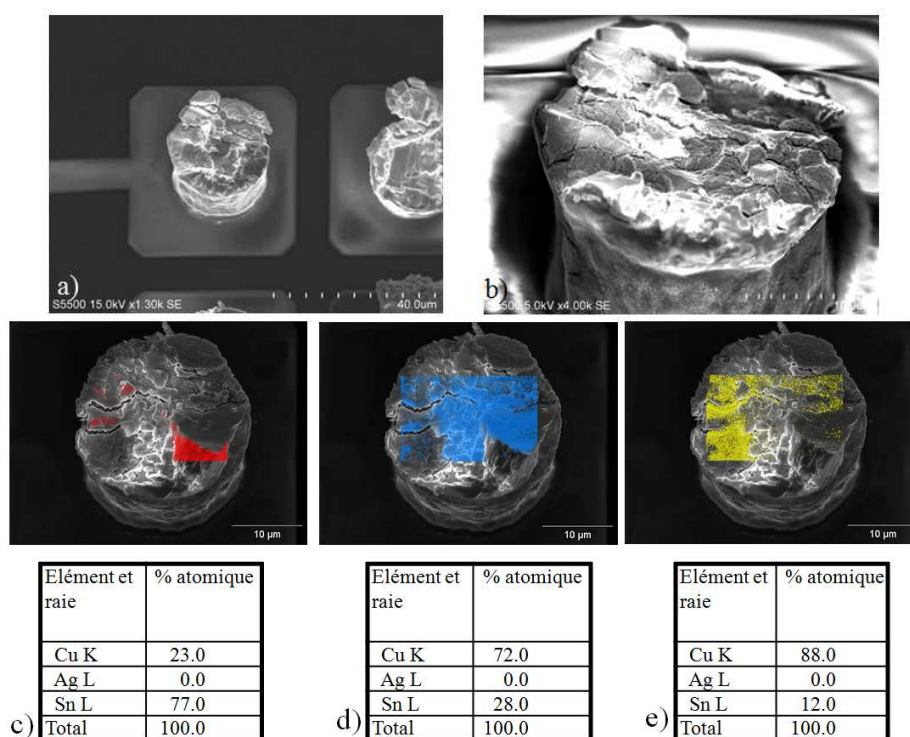 a)
S5500 15.0kV x1.30k SE
40.0um
b)
500 5.0kV x4.00k SE
10 µm
10 µm
10 µm
Elément et raie
% atomique
Cu K
23.0
Ag L
0.0
Sn L
77.0
Total
100.0
c)
Elément et raie
% atomique
Cu K
72.0
Ag L
0.0
Sn L
28.0
Total
100.0
d)
Elément et raie
% atomique
Cu K
88.0
Ag L
0.0
Sn L
12.0
Total
100.0
e)